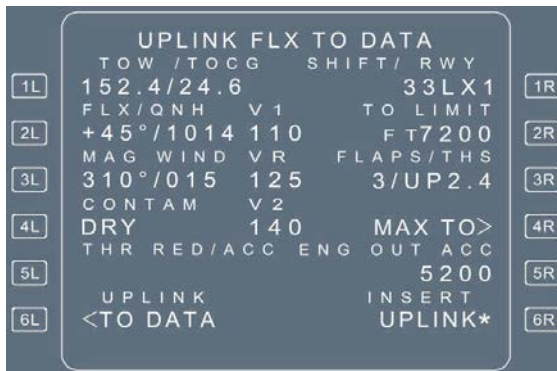 UPLINK FLX TO DATA
TOW /TOCG SHIFT/ RWY
1L 152.4/24.6 33LX1 1R
FLX/QNH V1 TO LIMIT
2L +45°/1014 110 FT7200 2R
MAG WIND VR FLAPS/THS
3L 310°/015 125 3/UP2.4 3R
CONTAM V2
4L DRY 140 MAX TO> 4R
THR RED/ACC ENG OUT ACC
5L 5200 5R
UPLINK INSERT
6L <TO DATA UPLINK* 6R